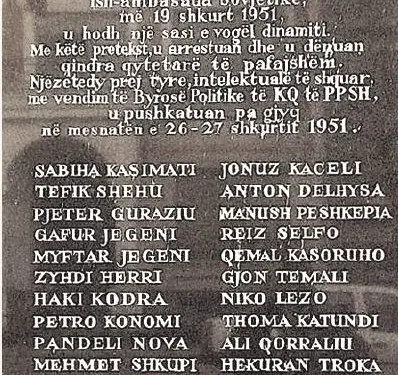 ish-ambasada Sovjetike,
më 19 shkurt 1951,
u hodh një sasi e vogël dinamiti.
Me këtë pretekst, u arrestuan dhe u dënuan
qindra qytetarë të pafajshëm.
Njëzetedy prej tyre, intelektualë të shquar,
me vendim të Byrosë Politike të KQ të PPSH,
u pushkatuan pa gjyq
në mesnatën e 26-27 shkurtit 1951.
SABIHA KASIMATI JONUZ KACELI
TEFIK SHEHU ANTON DELHYSA
PJETER GURAZIU MANUSH PESHKEPIA
GAFUR JEGENI REIZ SELFO
MYFTAR JEGENI QEMAL KASORUHO
ZYHDI HERRI GJON TEMALI
HAKI KODRA NIKO LEZO
PETRO KONOMI THOMA KATUNDI
PANDELI NOVA ALI QORRALIU
MEHMET SHKUPI HEKURAN TROKA